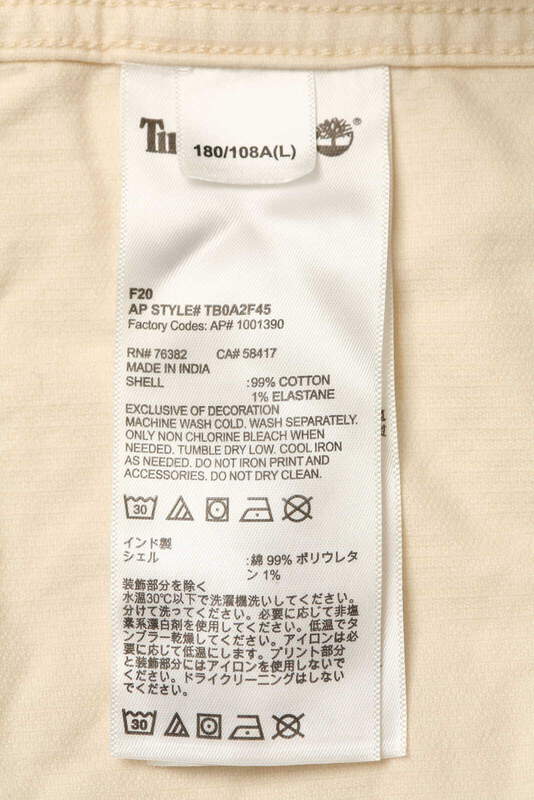 180/108A(L)
F20
AP STYLE# TB0A2F45
Factory Codes: AP# 1001390
RN# 76382 CA# 58417
MADE IN INDIA
SHELL :99% COTTON
1% ELASTANE
EXCLUSIVE OF DECORATION
MACHINE WASH COLD. WASH SEPARATELY.
ONLY NON CHLORINE BLEACH WHEN
NEEDED. TUMBLE DRY LOW. COOL IRON
AS NEEDED. DO NOT IRON PRINT AND
ACCESSORIES. DO NOT DRY CLEAN.
30
インド製
シェル :綿 99% ポリウレタ
ン 1%
装飾部分を除く
水温30℃以下で洗濯機洗いしてください。
分けて洗ってください。必要に応じて非塩
素系漂白剤を使用してください。低温でタ
ンブラー乾燥してください。アイロンは必
要に応じて低温にします。プリント部分
と装飾部分にはアイロンを使用しないで
ください。ドライクリーニングはしない
でください。
30